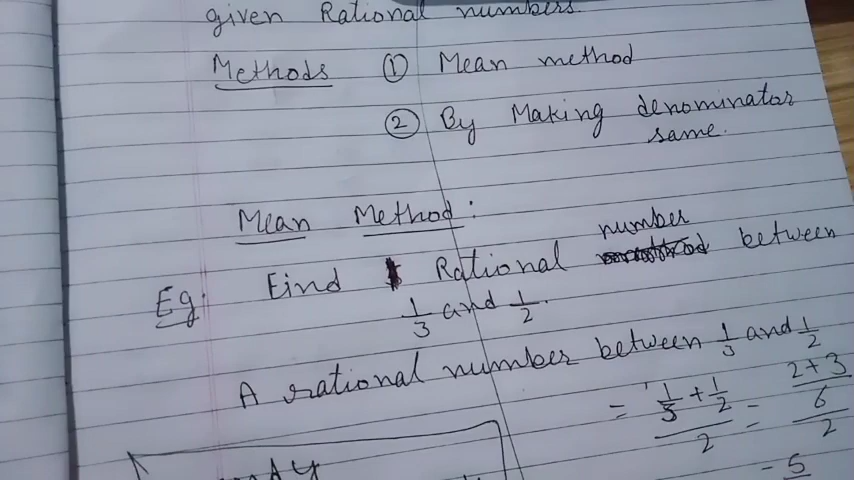 given Rational numbers
Methods ① Mean method
② By Making denominator
same.
Mean Method:
number
Eg: Find Rational between
1/3 and 1/2.
A rational number between 1/3 and 1/2
= (1/3 + 1/2)/2 = ((2+3)/6)/2
= 5